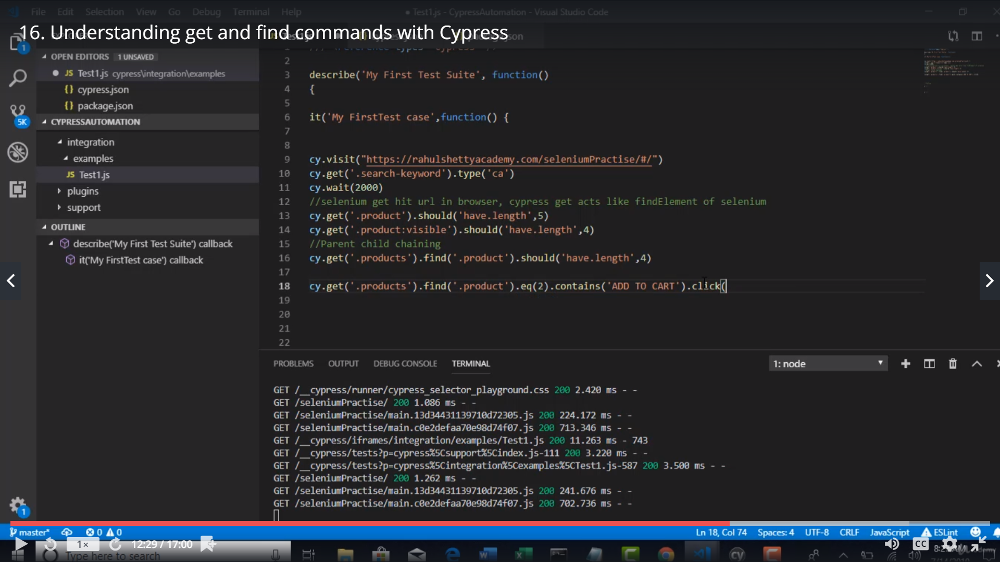 File Edit Selection View Go Debug Terminal Help
● Test1.js - CypressAutomation - Visual Studio Code
16. Understanding get and find commands with Cypress
OPEN EDITORS 1 UNSAVED
JS Test1.js cypress\integration\examples
{} cypress.json
{} package.json
CYPRESSAUTOMATION
integration
examples
JS Test1.js
plugins
support
OUTLINE
describe('My First Test Suite') callback
it('My FirstTest case') callback
1
5K
1
2
3 describe('My First Test Suite', function()
4 {
5
6 it('My FirstTest case',function() {
7
8
9 cy.visit("https://rahulshettyacademy.com/seleniumPractise/#/")
10 cy.get('.search-keyword').type('ca')
11 cy.wait(2000)
12 //selenium get hit url in browser, cypress get acts like findElement of selenium
13 cy.get('.product').should('have.length',5)
14 cy.get('.product:visible').should('have.length',4)
15 //Parent child chaining
16 cy.get('.products').find('.product').should('have.length',4)
17
18 cy.get('.products').find('.product').eq(2).contains('ADD TO CART').click(
19
20
21
22
PROBLEMS OUTPUT DEBUG CONSOLE TERMINAL 1: node
GET /__cypress/runner/cypress_selector_playground.css 200 2.420 ms - -
GET /seleniumPractise/ 200 1.086 ms - -
GET /seleniumPractise/main.13d34431139710d72305.js 200 224.172 ms - -
GET /seleniumPractise/main.c0e2defaa70e98d74f07.js 200 713.346 ms - -
GET /__cypress/iframes/integration/examples/Test1.js 200 11.263 ms - 743
GET /__cypress/tests?p=cypress%5Csupport%5Cindex.js-111 200 3.220 ms - -
GET /__cypress/tests?p=cypress%5Cintegration%5Cexamples%5CTest1.js-587 200 3.500 ms - -
GET /seleniumPractise/ 200 1.262 ms - -
GET /seleniumPractise/main.13d34431139710d72305.js 200 241.676 ms - -
GET /seleniumPractise/main.c0e2defaa70e98d74f07.js 200 702.736 ms - -
master* 0 0 Ln 18, Col 74 Spaces: 4 UTF-8 CRLF JavaScript ESLint
1× 12:29 / 17:00 CC
Type here to search